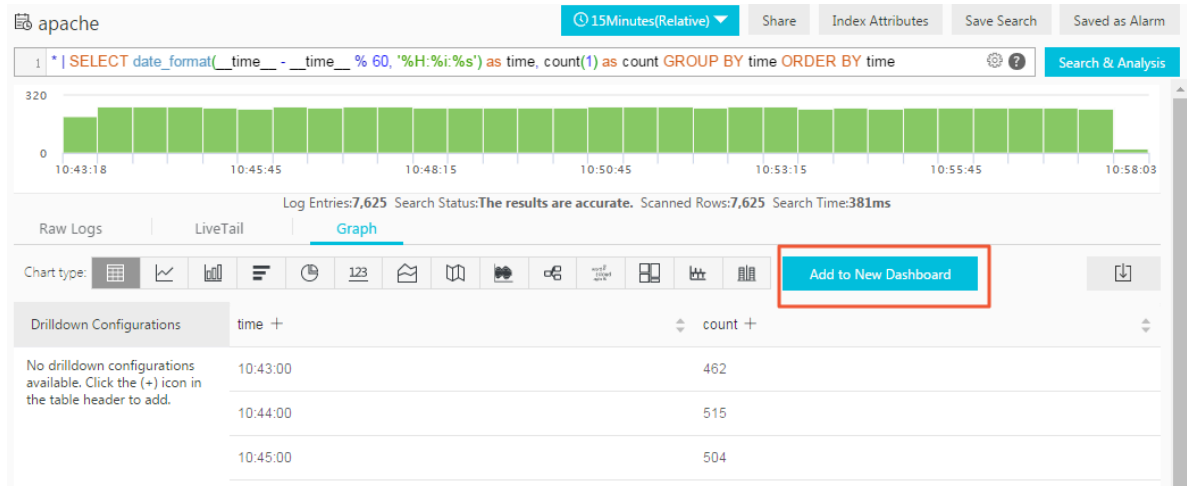 apache
15Minutes(Relative)
Share
Index Attributes
Save Search
Saved as Alarm
1 * | SELECT date_format(__time__ - __time__ % 60, '%H:%i:%s') as time, count(1) as count GROUP BY time ORDER BY time
?
Search & Analysis
320
0
10:43:18
10:45:45
10:48:15
10:50:45
10:53:15
10:55:45
10:58:03
Log Entries:7,625 Search Status:The results are accurate. Scanned Rows:7,625 Search Time:381ms
Raw Logs
LiveTail
Graph
Chart type:
123
Add to New Dashboard
Drilldown Configurations
time +
count +
No drilldown configurations
available. Click the (+) icon in
the table header to add.
10:43:00
462
10:44:00
515
10:45:00
504